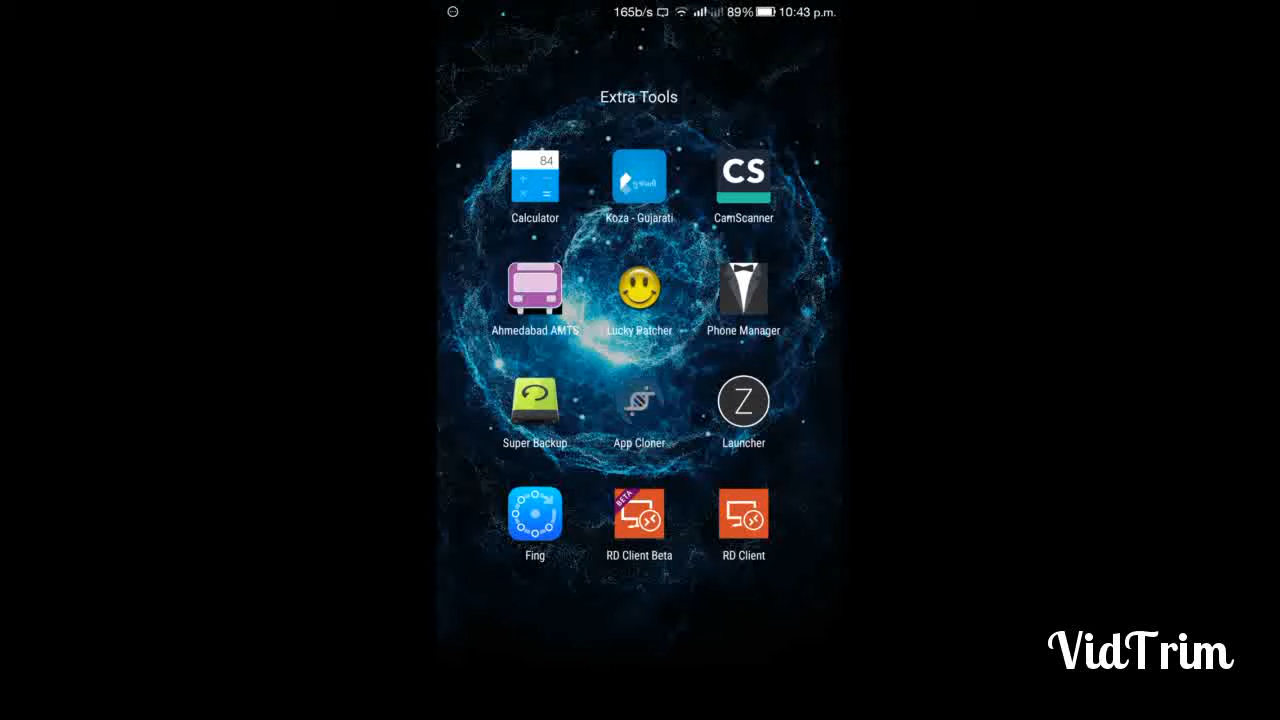 165b/s 89% 10:43 p.m.
Extra Tools
84
ગુજરાતી
CS
Calculator
Koza - Gujarati
CamScanner
Ahmedabad AMTS
Lucky Patcher
Phone Manager
Z
Super Backup
App Cloner
Launcher
BETA
Fing
RD Client Beta
RD Client
VidTrim